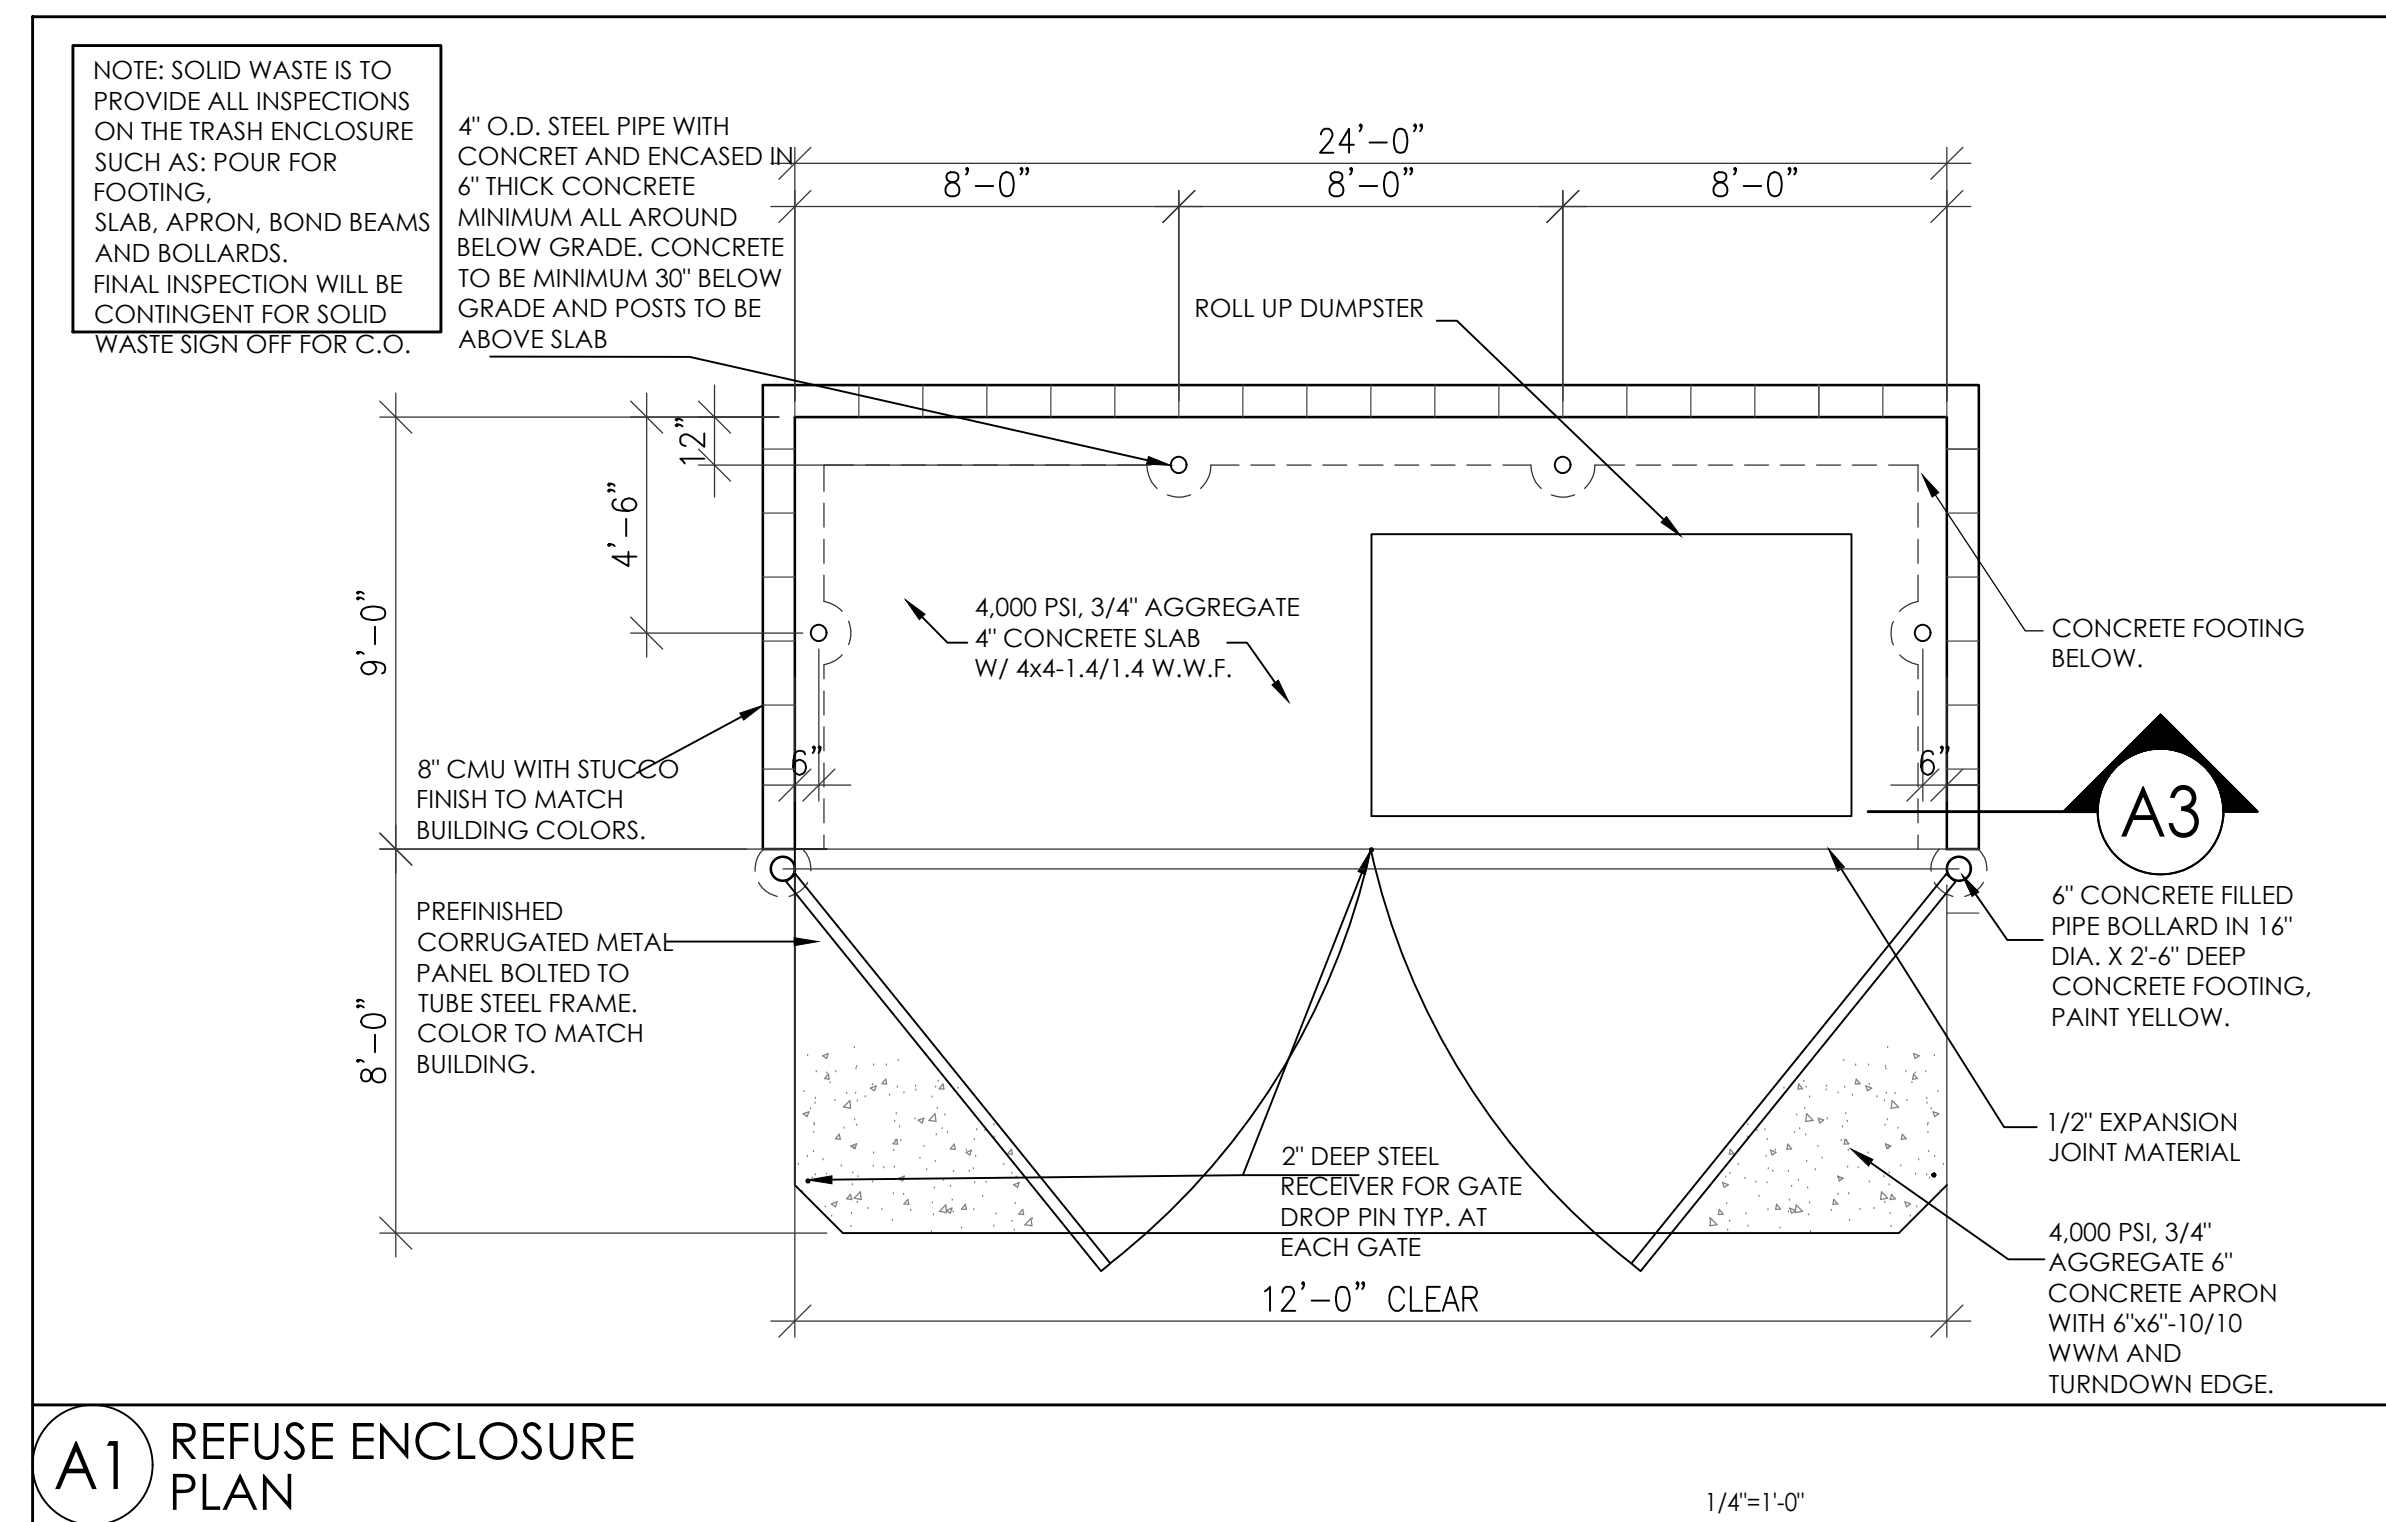 NOTE: SOLID WASTE IS TO
PROVIDE ALL INSPECTIONS
ON THE TRASH ENCLOSURE
SUCH AS: POUR FOR
FOOTING,
SLAB, APRON, BOND BEAMS
AND BOLLARDS.
FINAL INSPECTION WILL BE
CONTINGENT FOR SOLID
WASTE SIGN OFF FOR C.O.
4" O.D. STEEL PIPE WITH
CONCRET AND ENCASED IN
6" THICK CONCRETE
MINIMUM ALL AROUND
BELOW GRADE. CONCRETE
TO BE MINIMUM 30" BELOW
GRADE AND POSTS TO BE
ABOVE SLAB
24'-0"
8'-0"
8'-0"
8'-0"
ROLL UP DUMPSTER
12"
4'-6"
9'-0"
8'-0"
4,000 PSI, 3/4" AGGREGATE
4" CONCRETE SLAB
W/ 4x4-1.4/1.4 W.W.F.
CONCRETE FOOTING
BELOW.
8" CMU WITH STUCCO
FINISH TO MATCH
BUILDING COLORS.
6"
6"
A3
PREFINISHED
CORRUGATED METAL
PANEL BOLTED TO
TUBE STEEL FRAME.
COLOR TO MATCH
BUILDING.
6" CONCRETE FILLED
PIPE BOLLARD IN 16"
DIA. X 2'-6" DEEP
CONCRETE FOOTING,
PAINT YELLOW.
1/2" EXPANSION
JOINT MATERIAL
2" DEEP STEEL
RECEIVER FOR GATE
DROP PIN TYP. AT
EACH GATE
4,000 PSI, 3/4"
AGGREGATE 6"
CONCRETE APRON
WITH 6"x6"-10/10
WWM AND
TURNDOWN EDGE.
12'-0" CLEAR
A1
REFUSE ENCLOSURE
PLAN
1/4"=1'-0"